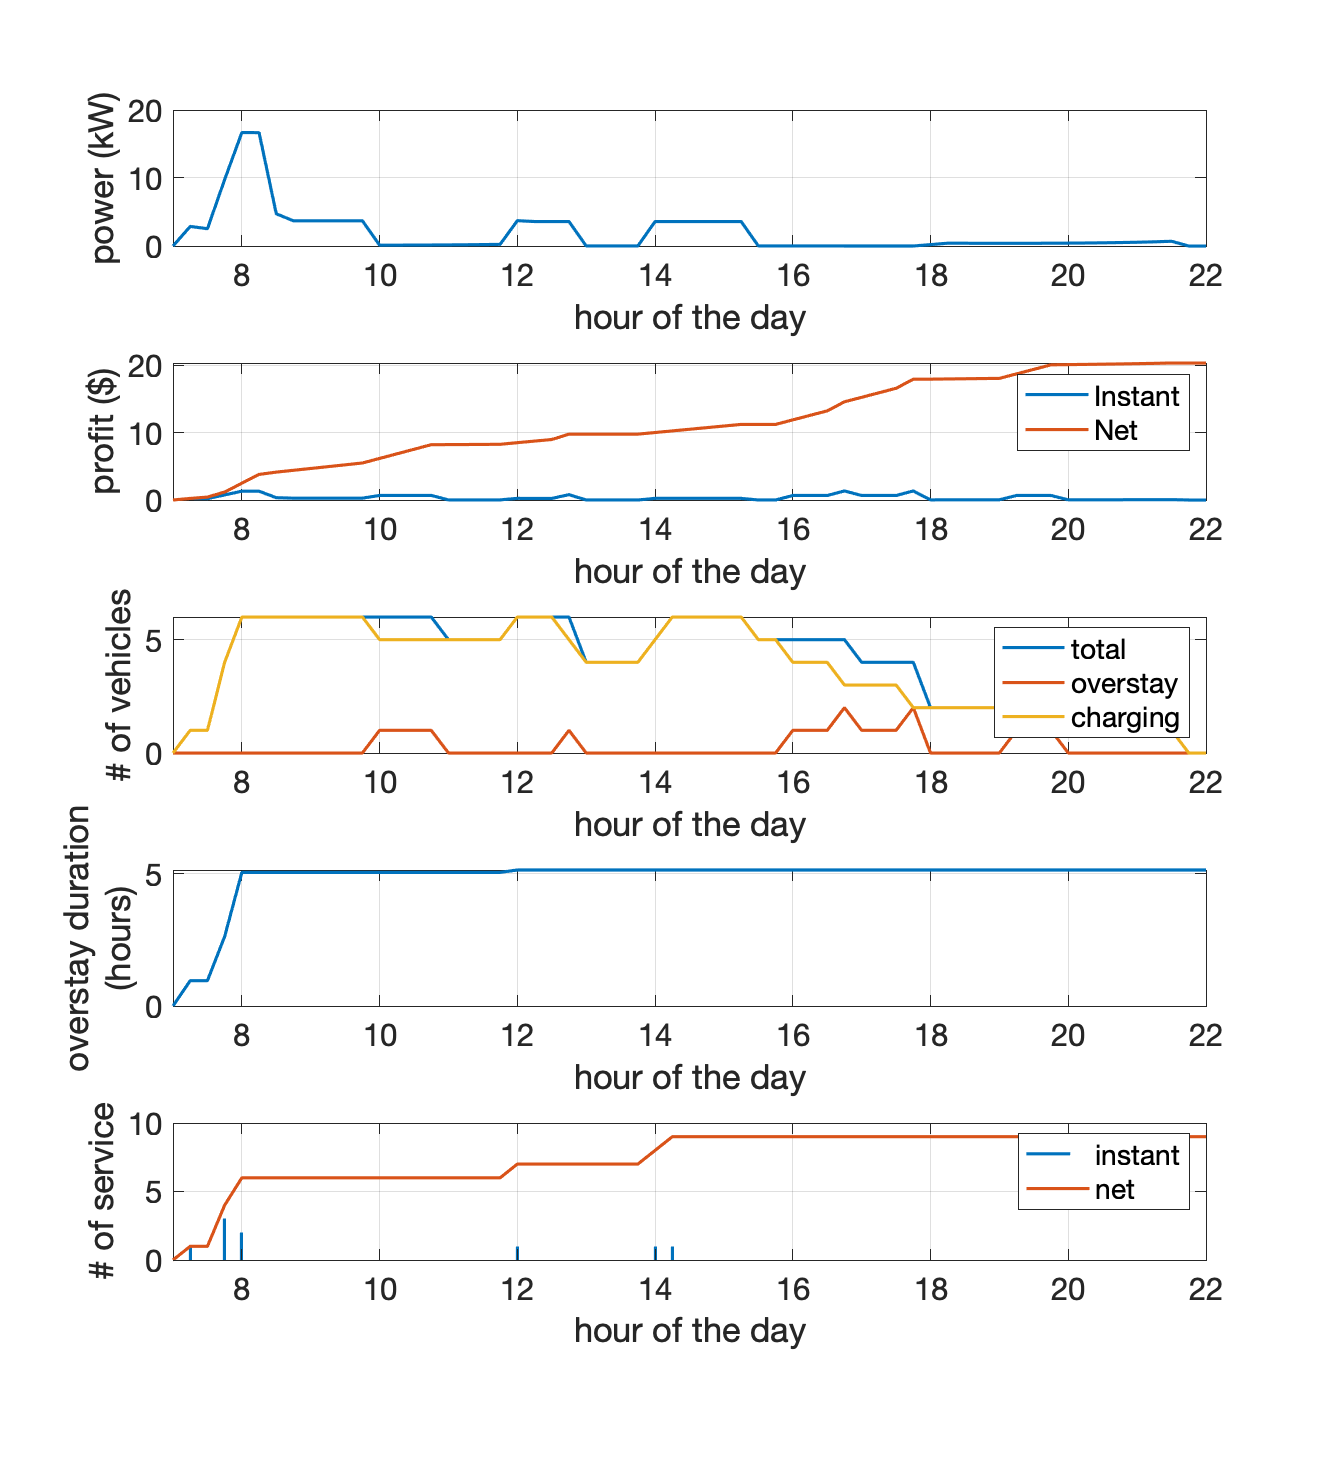 power (kW)
20
10
0
8 10 12 14 16 18 20 22
hour of the day
profit ($)
20
10
0
Instant
Net
8 10 12 14 16 18 20 22
hour of the day
# of vehicles
5
0
total
overstay
charging
8 10 12 14 16 18 20 22
hour of the day
overstay duration
(hours)
5
0
8 10 12 14 16 18 20 22
hour of the day
# of service
10
5
0
instant
net
8 10 12 14 16 18 20 22
hour of the day